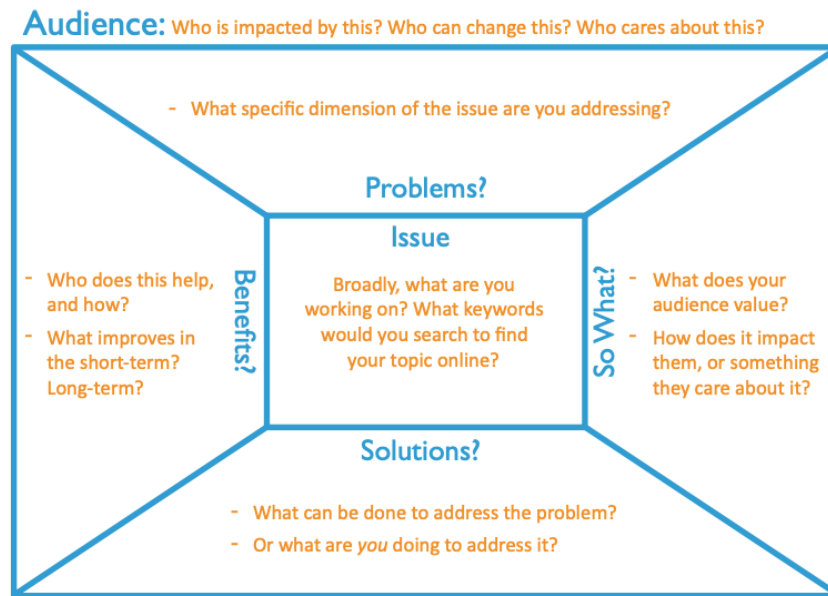 Audience: Who is impacted by this? Who can change this? Who cares about this?
- What specific dimension of the issue are you addressing?
Problems?
Issue
Broadly, what are you
working on? What keywords
would you search to find
your topic online?
Benefits?
- Who does this help,
and how?
- What improves in
the short-term?
Long-term?
So What?
- What does your
audience value?
- How does it impact
them, or something
they care about it?
Solutions?
- What can be done to address the problem?
- Or what are you doing to address it?